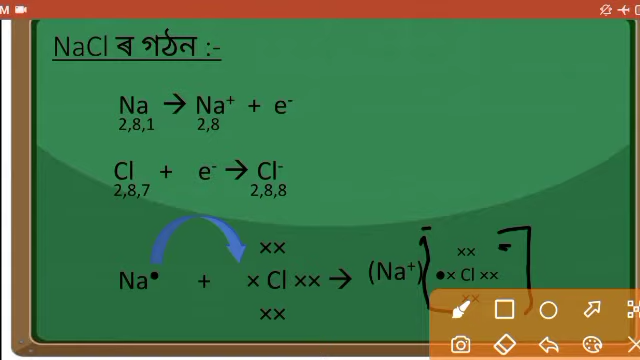 M
NaCl ৰ গঠন :-
Na → Na⁺ + e⁻
2,8,1 2,8
Cl + e⁻ → Cl⁻
2,8,7 2,8,8
×× ××
Na• + × Cl ×× → (Na⁺) [•× Cl ××]⁻
×× ××